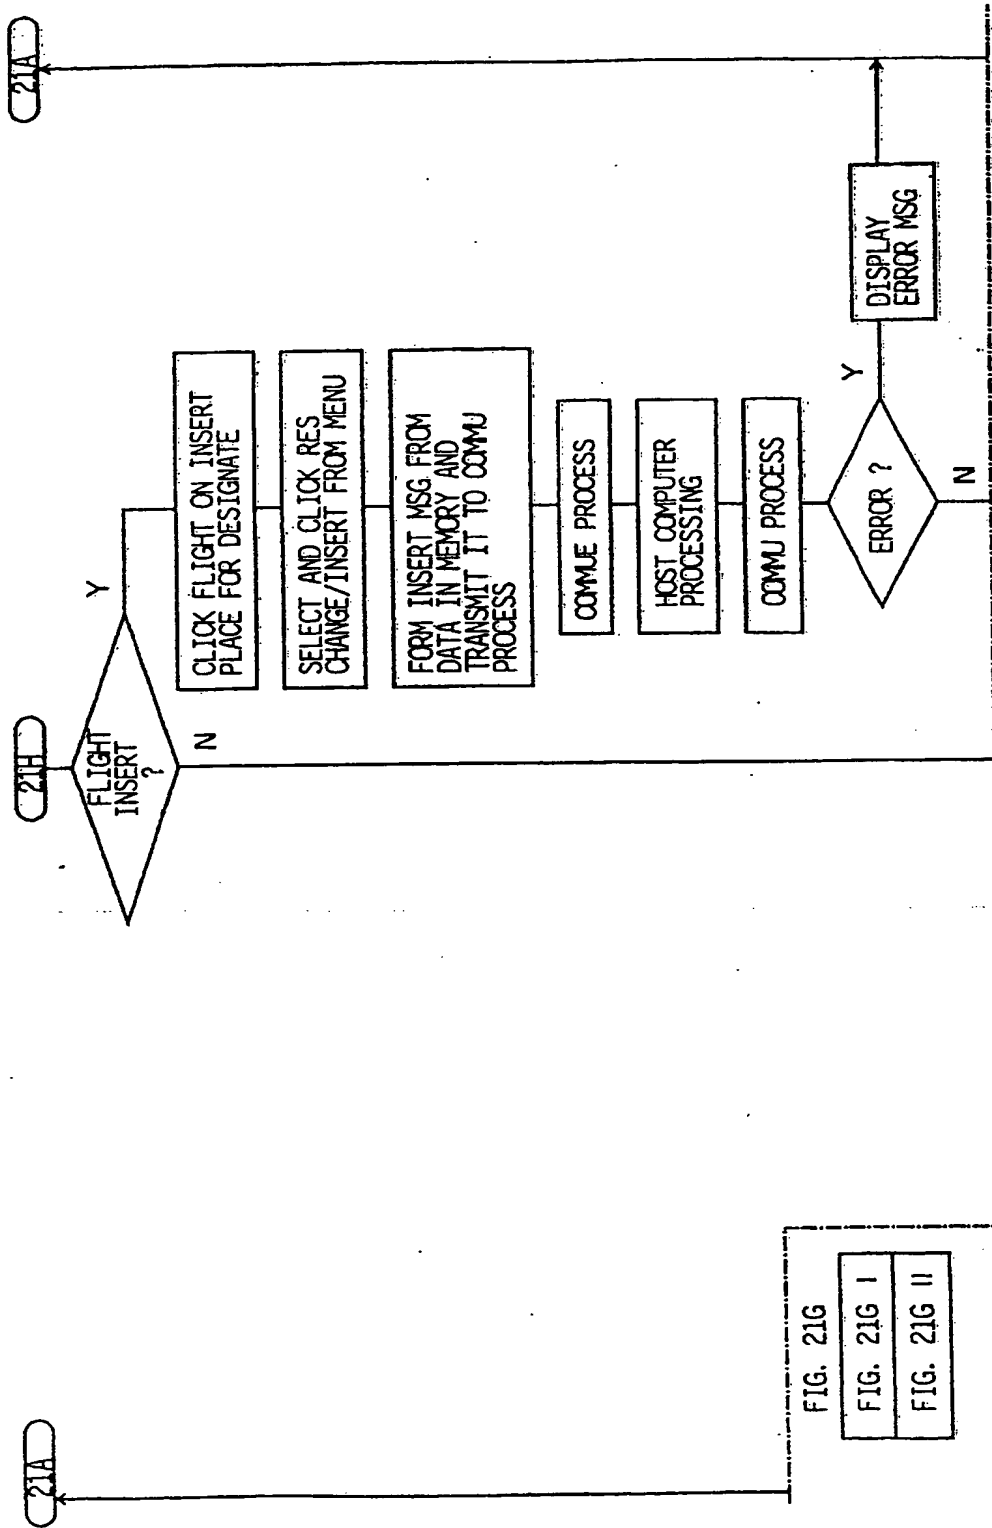 21A
21H
21A
FLIGHT
INSERT
?
Y
N
CLICK FLIGHT ON INSERT
PLACE FOR DESIGNATE
SELECT AND CLICK RES
CHANGE/INSERT FROM MENU
FORM INSERT MSG FROM
DATA IN MEMORY AND
TRANSMIT IT TO COMMU
PROCESS
COMMUE PROCESS
HOST COMPUTER
PROCESSING
COMMU PROCESS
ERROR ?
Y
DISPLAY
ERROR MSG
N
FIG. 21G
FIG. 21G I
FIG. 21G II